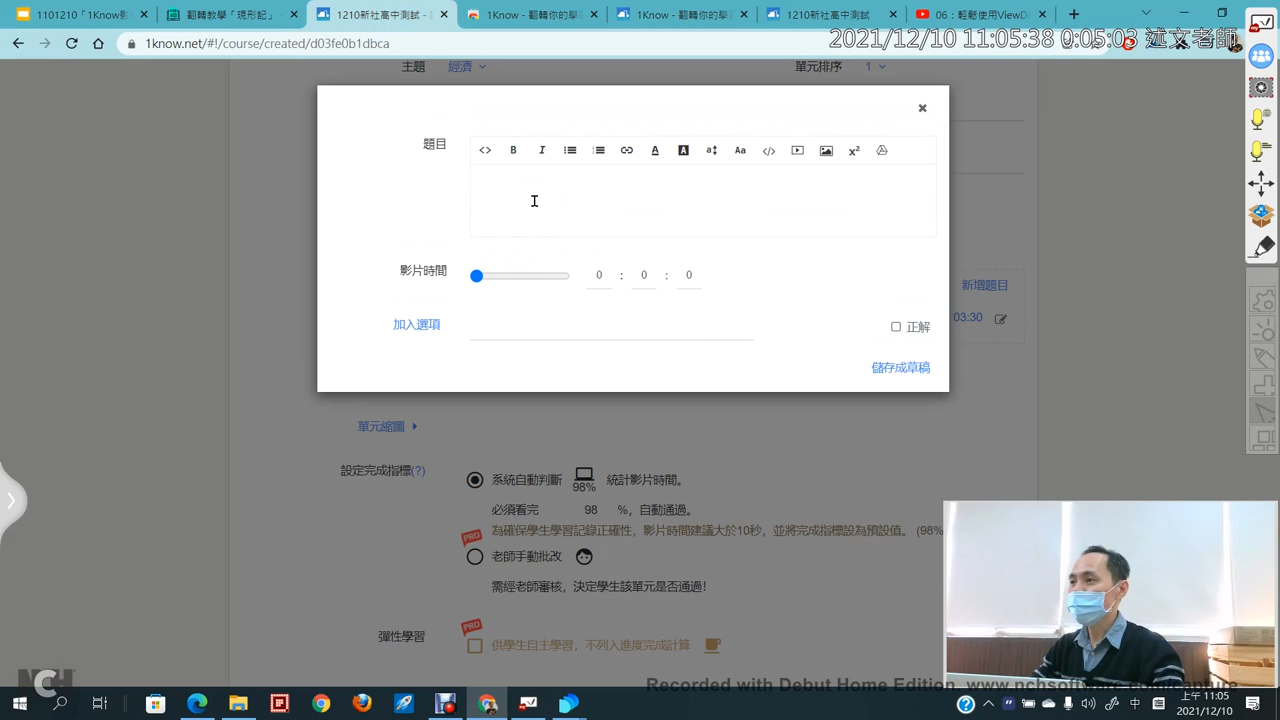 1101210「1Know影
翻轉教學「現形記」
1210新社高中測試 -
1Know - 翻轉你的學
1Know - 翻轉你的學
1210新社高中測試
06：輕鬆使用ViewD
1know.net/#!/course/created/d03fe0b1dbca
2021/12/10 11:05:38 0:05:03 述文老師
主題 經濟 單元排序 1
題目
影片時間 0 : 0 : 0
新增題目
03:30
加入選項 正解
儲存成草稿
單元縮圖
設定完成指標(?) 系統自動判斷 98% 統計影片時間。
必須看完 98 %，自動通過。
PRO 為確保學生學習記錄正確性，影片時間建議大於10秒，並將完成指標設為預設值。 (98%
老師手動批改
需經老師審核，決定學生該單元是否通過!
彈性學習 PRO 供學生自主學習，不列入進度完成計算
NCH
Recorded with Debut Home Edition. www.nchsoftware.com/capture
中
上午 11:05